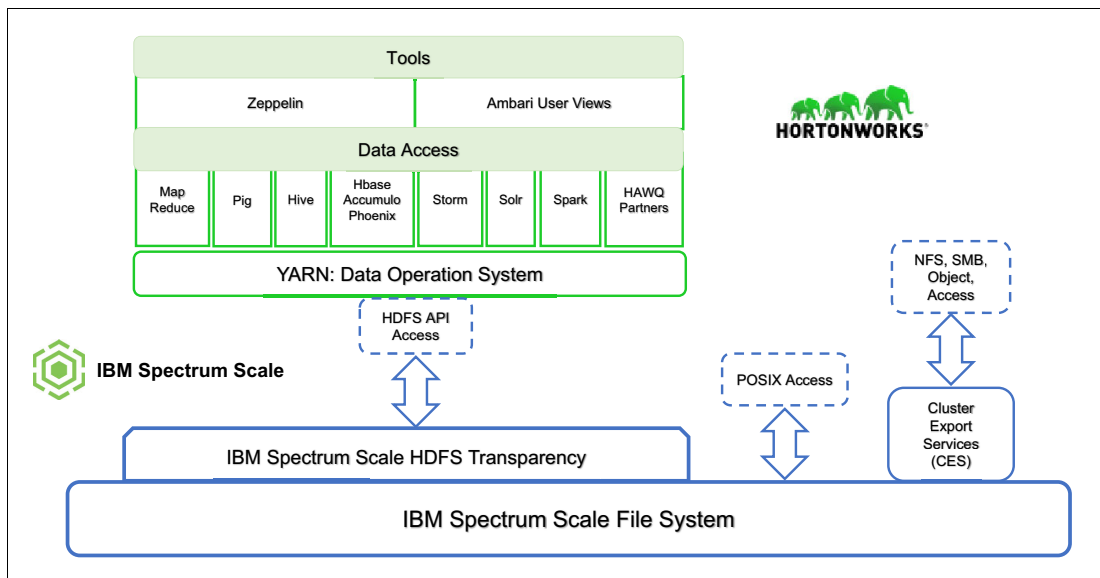 Tools
Zeppelin
Ambari User Views
HORTONWORKS®
Data Access
Map
Reduce
Pig
Hive
Hbase
Accumulo
Phoenix
Storm
Solr
Spark
HAWQ
Partners
YARN: Data Operation System
NFS, SMB,
Object,
Access
HDFS API
Access
IBM Spectrum Scale
POSIX Access
Cluster
Export
Services
(CES)
IBM Spectrum Scale HDFS Transparency
IBM Spectrum Scale File System